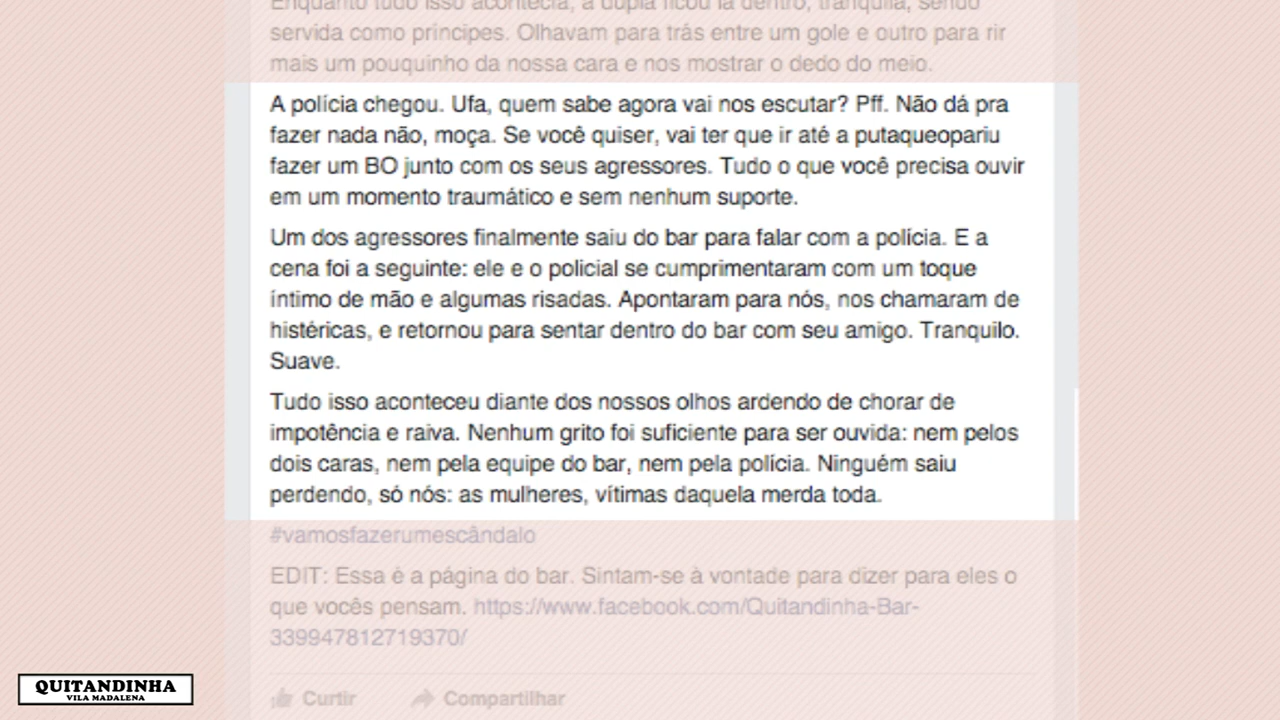 Enquanto tudo isso acontecia, a dupla ficou lá dentro, tranquila, sendo
servida como príncipes. Olhavam para trás entre um gole e outro para rir
mais um pouquinho da nossa cara e nos mostrar o dedo do meio.
A polícia chegou. Ufa, quem sabe agora vai nos escutar? Pff. Não dá pra
fazer nada não, moça. Se você quiser, vai ter que ir até a putaqueopariu
fazer um BO junto com os seus agressores. Tudo o que você precisa ouvir
em um momento traumático e sem nenhum suporte.
Um dos agressores finalmente saiu do bar para falar com a polícia. E a
cena foi a seguinte: ele e o policial se cumprimentaram com um toque
íntimo de mão e algumas risadas. Apontaram para nós, nos chamaram de
histéricas, e retornou para sentar dentro do bar com seu amigo. Tranquilo.
Suave.
Tudo isso aconteceu diante dos nossos olhos ardendo de chorar de
impotência e raiva. Nenhum grito foi suficiente para ser ouvida: nem pelos
dois caras, nem pela equipe do bar, nem pela polícia. Ninguém saiu
perdendo, só nós: as mulheres, vítimas daquela merda toda.
#vamosfazerumescândalo
EDIT: Essa é a página do bar. Sintam-se à vontade para dizer para eles o
que vocês pensam. https://www.facebook.com/Quitandinha-Bar-
339947812719370/
Curtir Compartilhar
QUITANDINHA
VILA MADALENA